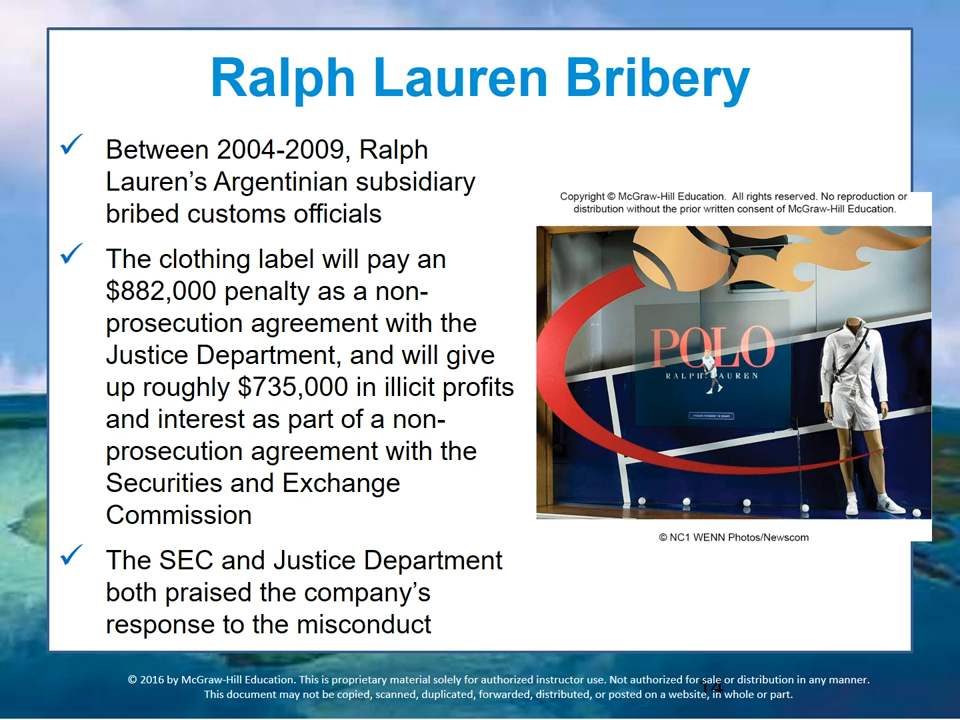 Ralph Lauren Bribery
Between 2004-2009, Ralph
Lauren’s Argentinian subsidiary
bribed customs officials
The clothing label will pay an
$882,000 penalty as a non-
prosecution agreement with the
Justice Department, and will give
up roughly $735,000 in illicit profits
and interest as part of a non-
prosecution agreement with the
Securities and Exchange
Commission
The SEC and Justice Department
both praised the company’s
response to the misconduct
Copyright © McGraw-Hill Education. All rights reserved. No reproduction or
distribution without the prior written consent of McGraw-Hill Education.
POLO
RALPH LAUREN
© NC1 WENN Photos/Newscom
© 2016 by McGraw-Hill Education. This is proprietary material solely for authorized instructor use. Not authorized for sale or distribution in any manner.
This document may not be copied, scanned, duplicated, forwarded, distributed, or posted on a website, in whole or part.
14